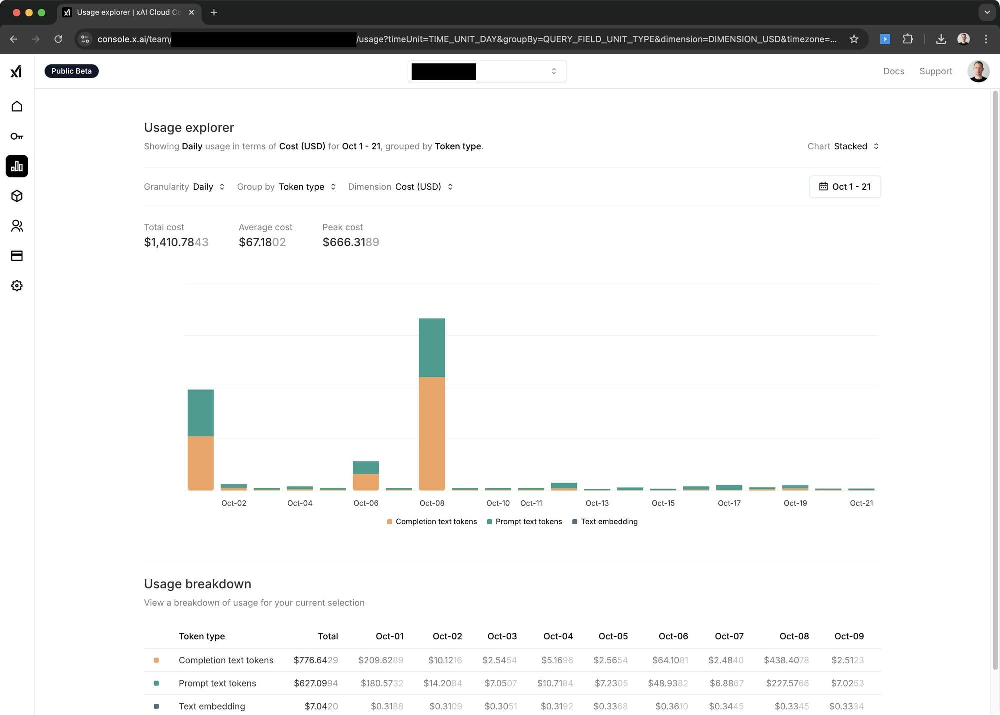 Usage explorer | xAI Cloud Co
console.x.ai/team/ /usage?timeUnit=TIME_UNIT_DAY&groupBy=QUERY_FIELD_UNIT_TYPE&dimension=DIMENSION_USD&timezone=...
xI Public Beta Docs Support
Usage explorer
Showing Daily usage in terms of Cost (USD) for Oct 1 - 21, grouped by Token type. Chart Stacked
Granularity Daily Group by Token type Dimension Cost (USD) Oct 1 - 21
Total cost Average cost Peak cost
$1,410.7843 $67.1802 $666.3189
Oct-02 Oct-04 Oct-06 Oct-08 Oct-10 Oct-11 Oct-13 Oct-15 Oct-17 Oct-19 Oct-21
Completion text tokens Prompt text tokens Text embedding
Usage breakdown
View a breakdown of usage for your current selection
Token type Total Oct-01 Oct-02 Oct-03 Oct-04 Oct-05 Oct-06 Oct-07 Oct-08 Oct-09
Completion text tokens $776.6429 $209.6289 $10.1216 $2.5454 $5.1696 $2.5654 $64.1081 $2.4840 $438.4078 $2.5123
Prompt text tokens $627.0994 $180.5732 $14.2084 $7.0507 $10.7184 $7.2305 $48.9382 $6.8867 $227.5766 $7.0253
Text embedding $7.0420 $0.3188 $0.3109 $0.3051 $0.3192 $0.3368 $0.3610 $0.3445 $0.3345 $0.3334